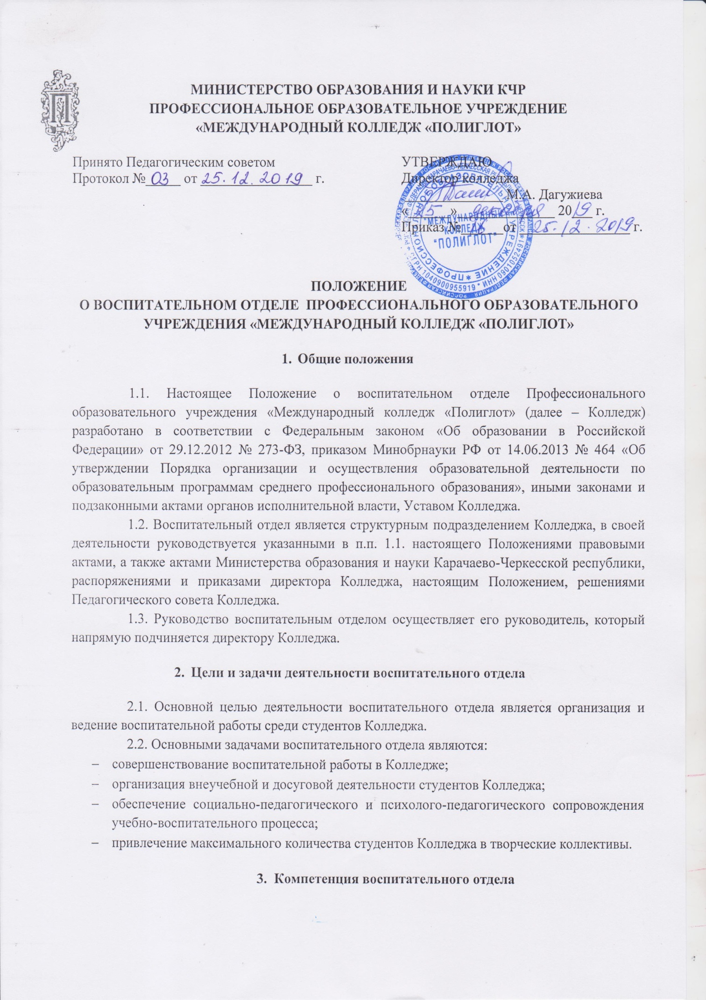 МИНИСТЕРСТВО ОБРАЗОВАНИЯ И НАУКИ КЧР
ПРОФЕССИОНАЛЬНОЕ ОБРАЗОВАТЕЛЬНОЕ УЧРЕЖДЕНИЕ
«МЕЖДУНАРОДНЫЙ КОЛЛЕДЖ «ПОЛИГЛОТ»
Принято Педагогическим советом
Протокол № 03 от 25.12.2019 г.
УТВЕРЖДАЮ
Директор колледжа
М.А. Дагужиева
« » декабря 2019 г.
Приказ № от 25.12.2019 г.
"МЕЖДУНАРОДНЫЙ
КОЛЛЕДЖ
"ПОЛИГЛОТ"
ПРОФЕССИОНАЛЬНОЕ ОБРАЗОВАТЕЛЬНОЕ УЧРЕЖДЕНИЕ
ОГРН 1040900955919 * ИНН 0901052491
ПОЛОЖЕНИЕ
О ВОСПИТАТЕЛЬНОМ ОТДЕЛЕ ПРОФЕССИОНАЛЬНОГО ОБРАЗОВАТЕЛЬНОГО
УЧРЕЖДЕНИЯ «МЕЖДУНАРОДНЫЙ КОЛЛЕДЖ «ПОЛИГЛОТ»
1. Общие положения
1.1. Настоящее Положение о воспитательном отделе Профессионального
образовательного учреждения «Международный колледж «Полиглот» (далее – Колледж)
разработано в соответствии с Федеральным законом «Об образовании в Российской
Федерации» от 29.12.2012 № 273-ФЗ, приказом Минобрнауки РФ от 14.06.2013 № 464 «Об
утверждении Порядка организации и осуществления образовательной деятельности по
образовательным программам среднего профессионального образования», иными законами и
подзаконными актами органов исполнительной власти, Уставом Колледжа.
1.2. Воспитательный отдел является структурным подразделением Колледжа, в своей
деятельности руководствуется указанными в п.п. 1.1. настоящего Положениями правовыми
актами, а также актами Министерства образования и науки Карачаево-Черкесской республики,
распоряжениями и приказами директора Колледжа, настоящим Положением, решениями
Педагогического совета Колледжа.
1.3. Руководство воспитательным отделом осуществляет его руководитель, который
напрямую подчиняется директору Колледжа.
2. Цели и задачи деятельности воспитательного отдела
2.1. Основной целью деятельности воспитательного отдела является организация и
ведение воспитательной работы среди студентов Колледжа.
2.2. Основными задачами воспитательного отдела являются:
– совершенствование воспитательной работы в Колледже;
– организация внеучебной и досуговой деятельности студентов Колледжа;
– обеспечение социально-педагогического и психолого-педагогического сопровождения
учебно-воспитательного процесса;
– привлечение максимального количества студентов Колледжа в творческие коллективы.
3. Компетенция воспитательного отдела